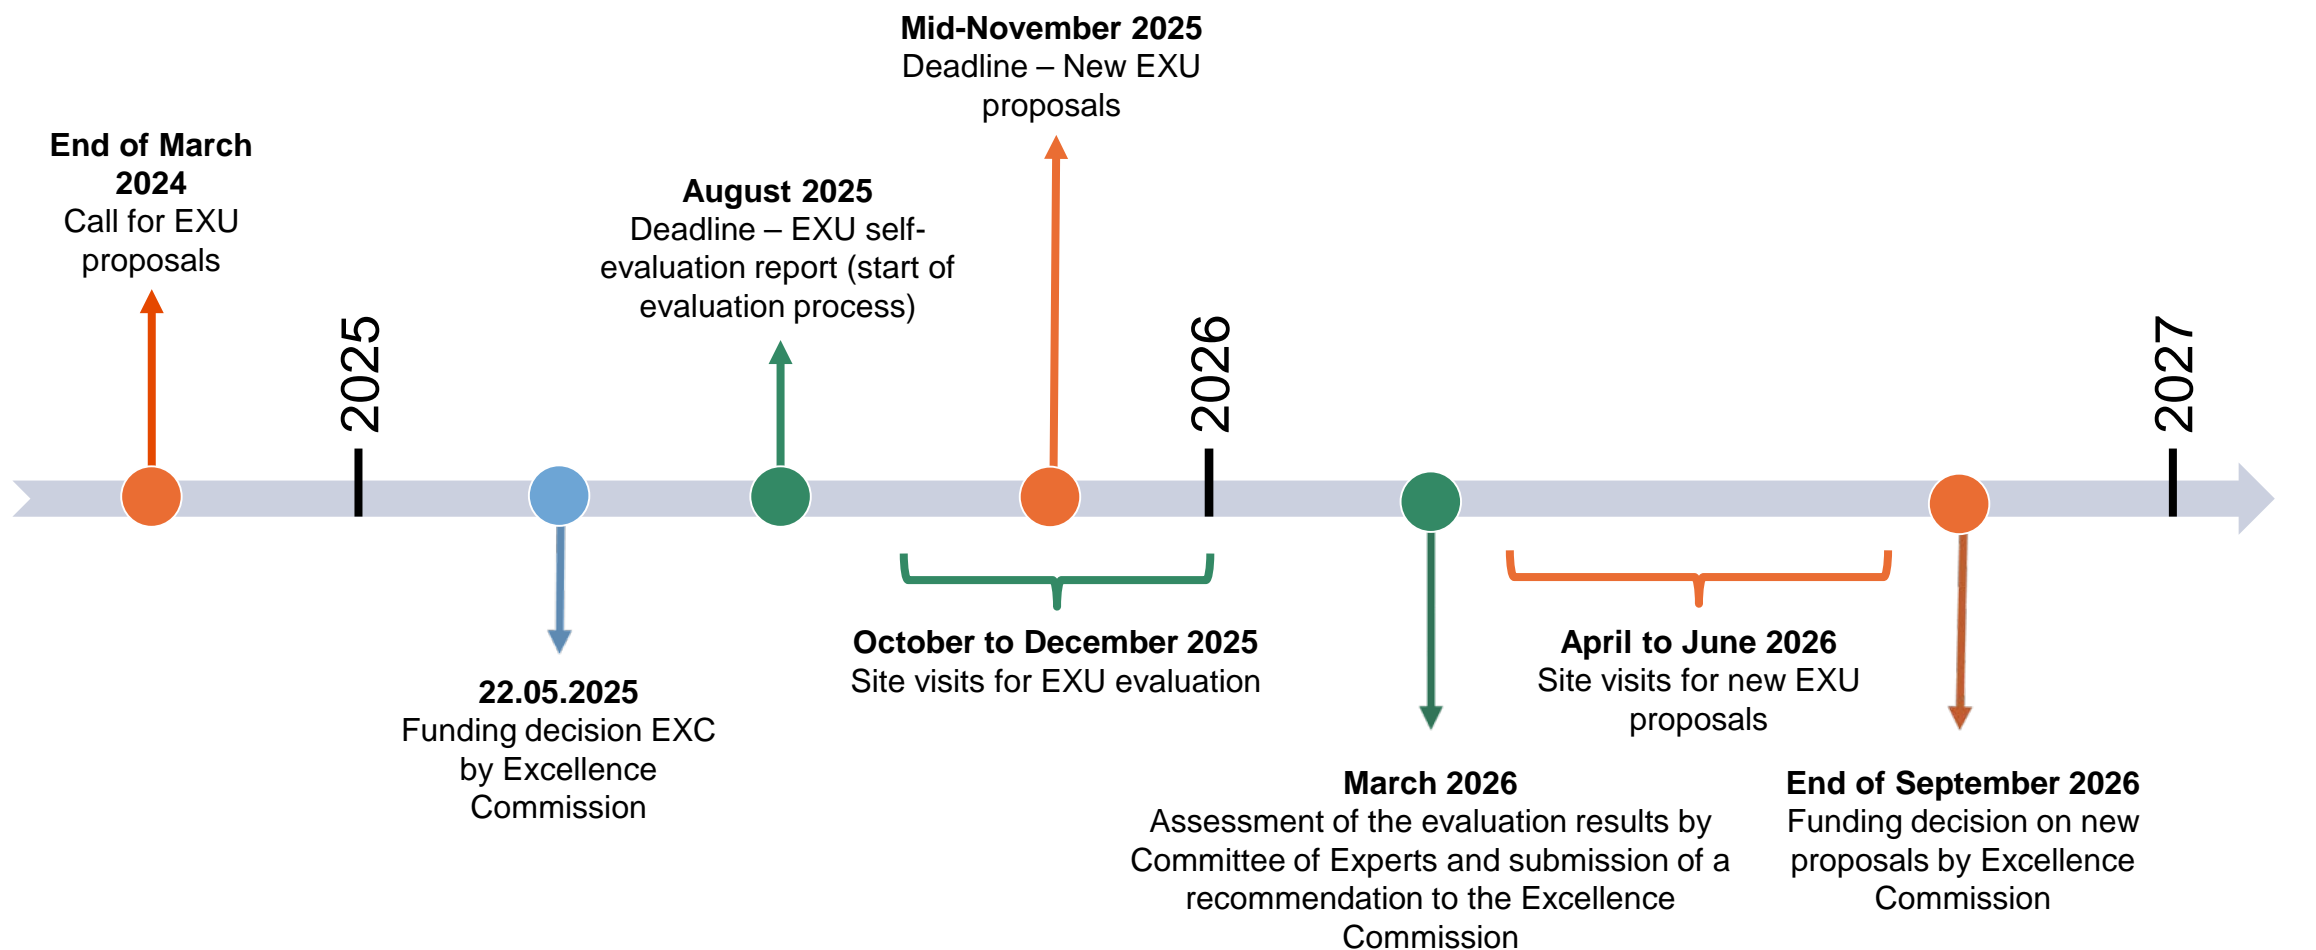 End of March
2024
Call for EXU
proposals
2025
22.05.2025
Funding decision EXC
by Excellence
Commission
August 2025
Deadline – EXU self-
evaluation report (start of
evaluation process)
Mid-November 2025
Deadline – New EXU
proposals
October to December 2025
Site visits for EXU evaluation
2026
March 2026
Assessment of the evaluation results by
Committee of Experts and submission of a
recommendation to the Excellence
Commission
April to June 2026
Site visits for new EXU
proposals
End of September 2026
Funding decision on new
proposals by Excellence
Commission
2027